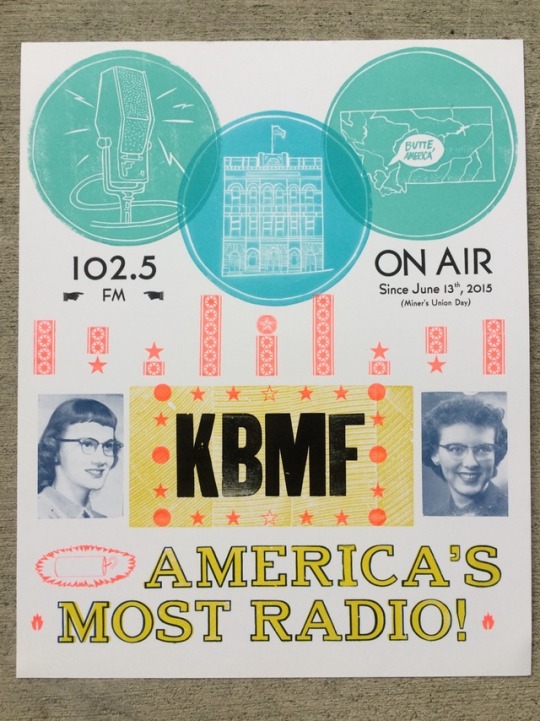 BUTTE,
AMERICA
102.5
FM
ON AIR
Since June 13th, 2015
(Miner's Union Day)
KBMF
AMERICA'S
MOST RADIO!